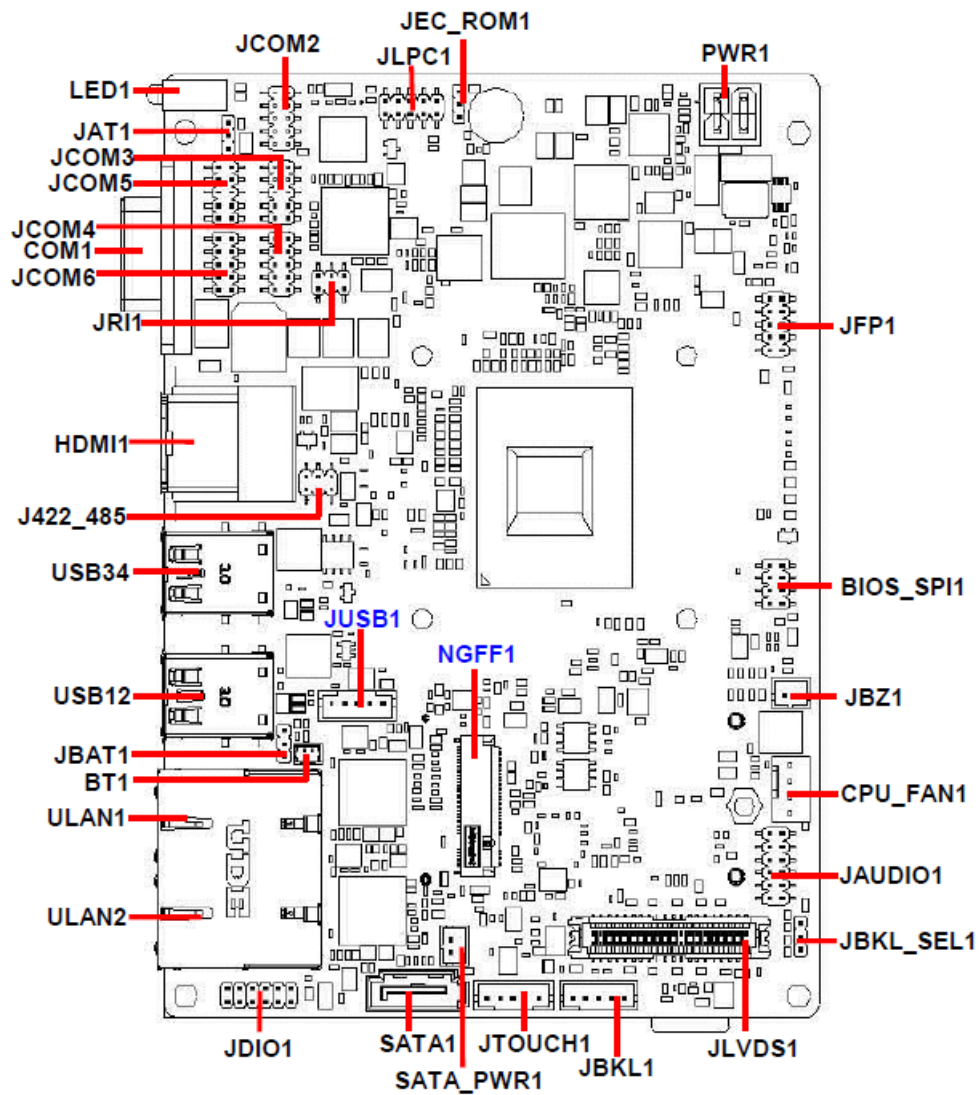 JEC_ROM1
JCOM2
JLPC1
PWR1
LED1
JAT1
JCOM3
JCOM5
JCOM4
COM1
JCOM6
JRI1
JFP1
HDMI1
J422_485
USB34
3.0
BIOS_SPI1
JUSB1
NGFF1
USB12
3.0
JBZ1
JBAT1
BT1
CPU_FAN1
ULAN1
JAUDIO1
ULAN2
JBKL_SEL1
JDIO1
SATA1
JTOUCH1
JLVDS1
JBKL1
SATA_PWR1